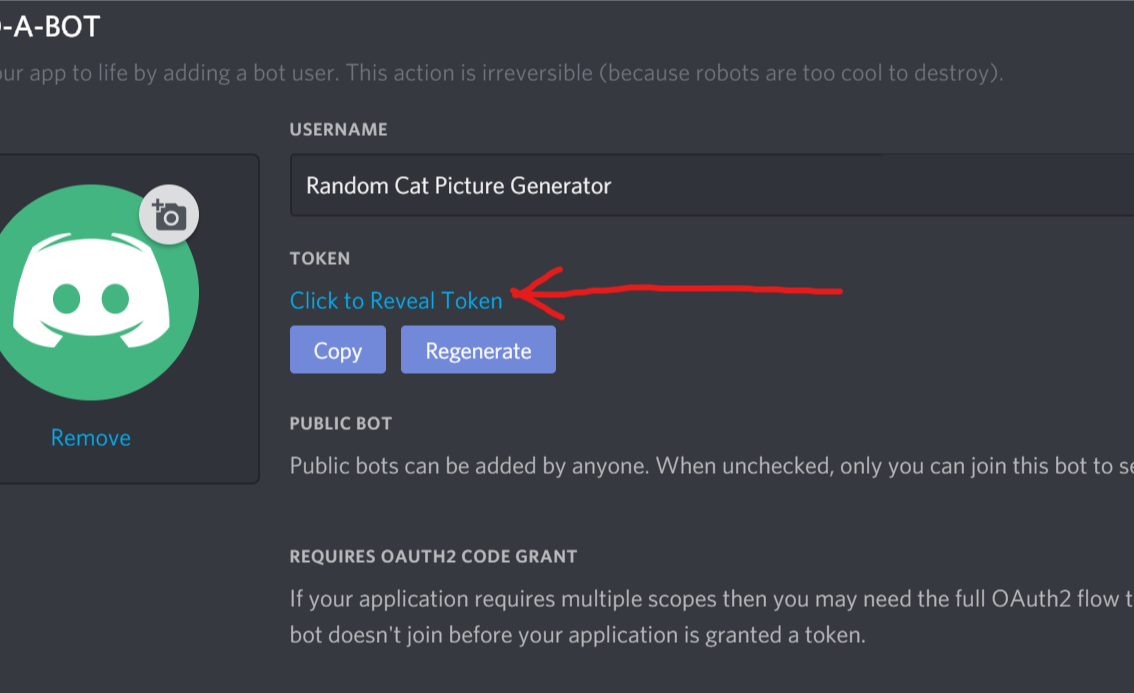 -A-BOT
our app to life by adding a bot user. This action is irreversible (because robots are too cool to destroy).
USERNAME
Random Cat Picture Generator
TOKEN
Click to Reveal Token
Copy Regenerate
Remove
PUBLIC BOT
Public bots can be added by anyone. When unchecked, only you can join this bot to se
REQUIRES OAUTH2 CODE GRANT
If your application requires multiple scopes then you may need the full OAuth2 flow t
bot doesn't join before your application is granted a token.